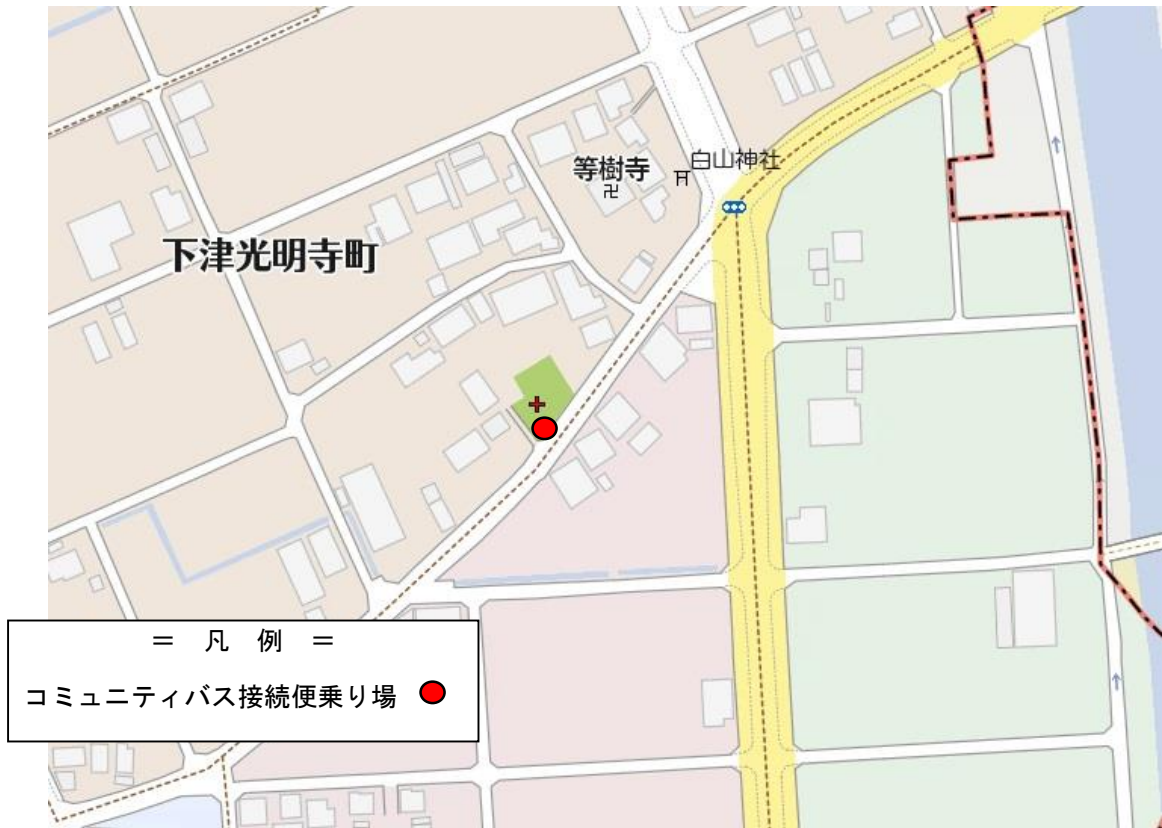 白山神社
等樹寺
下津光明寺町
＝ 凡 例 ＝
コミュニティバス接続便乗り場